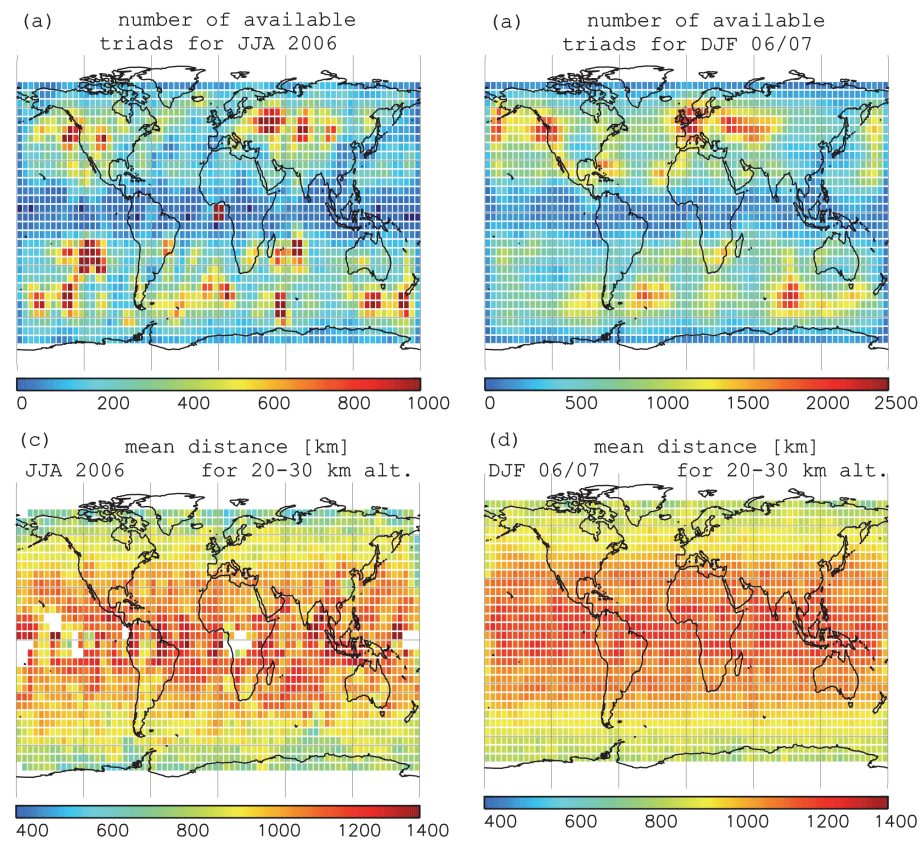 (a) number of available
triads for JJA 2006
0 200 400 600 800 1000
(a) number of available
triads for DJF 06/07
0 500 1000 1500 2000 2500
(c) mean distance [km]
JJA 2006 for 20-30 km alt.
400 600 800 1000 1200 1400
(d) mean distance [km]
DJF 06/07 for 20-30 km alt.
400 600 800 1000 1200 1400